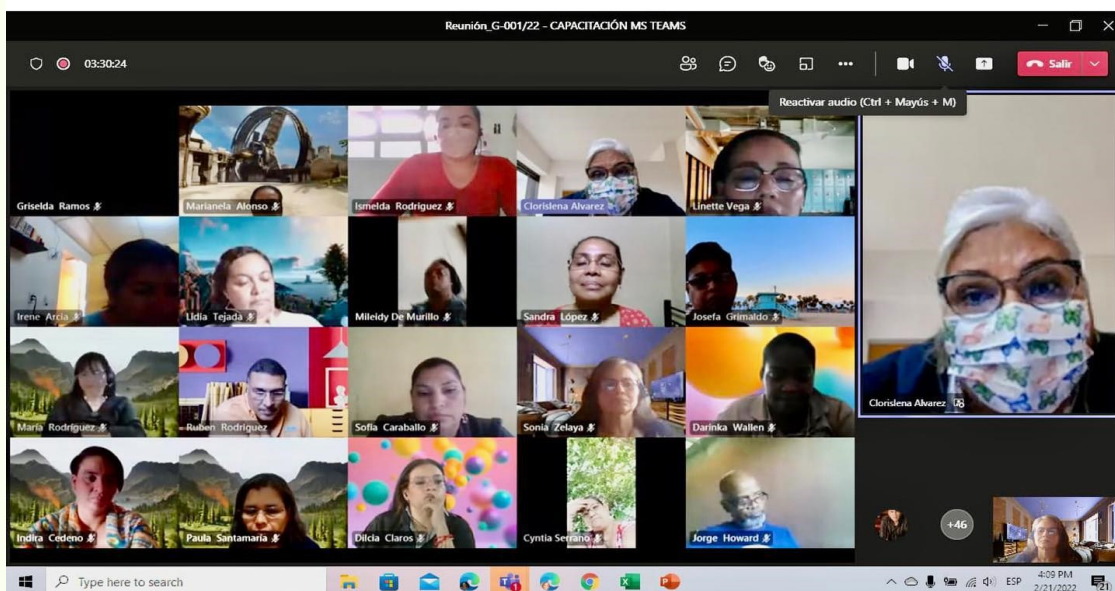 Reunión_G-001/22 - CAPACITACIÓN MS TEAMS
03:30:24
Salir
Reactivar audio (Ctrl + Mayús + M)
Griselda Ramos
Marianela Alonso
Ismelda Rodriguez
Clorislena Alvarez
Linette Vega
Irene Arcia
Lidia Tejada
Mileidy De Murillo
Sandra López
Josefa Grimaldo
Clorislena Alvarez
María Rodríguez
Ruben Rodriguez
Sofia Caraballo
Sonia Zelaya
Darinka Wallen
Indira Cedeno
Paula Santamaria
Dilcia Claros
Cyntia Serrano
Jorge Howard
+46
Type here to search
ESP
4:09 PM
2/21/2022
21